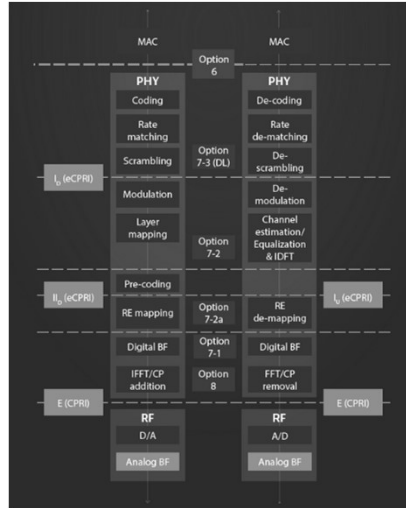 MAC
MAC
Option
6
PHY
PHY
Coding
De-coding
Rate
matching
Rate
de-matching
Scrambling
Option
7-3 (DL)
De-
scrambling
I_D (eCPRI)
Modulation
De-
modulation
Layer
mapping
Channel
estimation/
Equalization
& IDFT
Option
7-2
Pre-coding
II_D (eCPRI)
I_U (eCPRI)
RE mapping
Option
7-2a
RE
de-mapping
Digital BF
Option
7-1
Digital BF
IFFT/CP
addition
Option
8
FFT/CP
removal
E (CPRI)
E (CPRI)
RF
RF
D/A
A/D
Analog BF
Analog BF